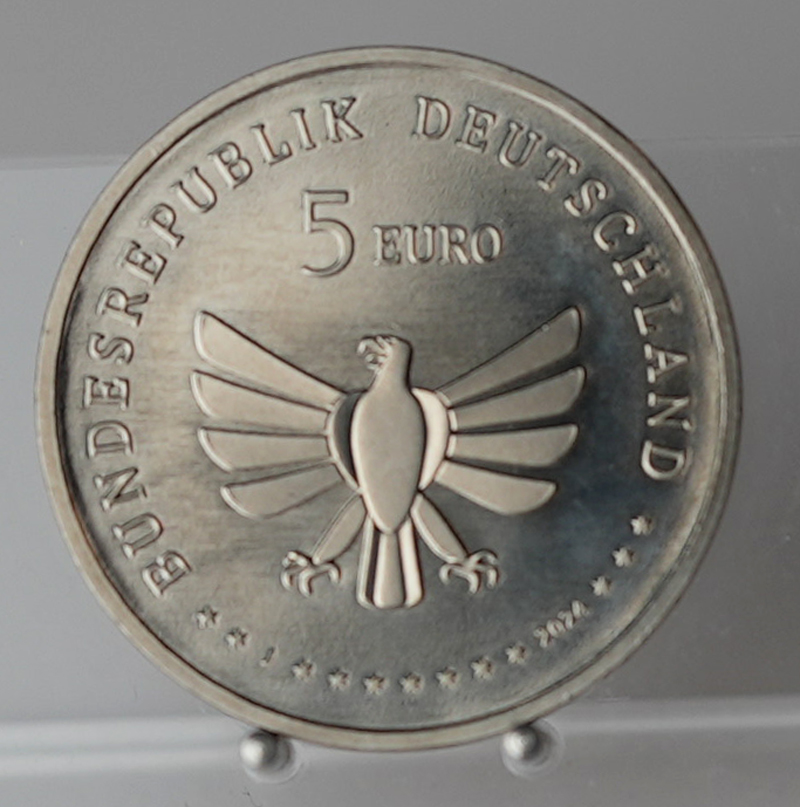 BUNDESREPUBLIK DEUTSCHLAND
5 EURO
J
2024